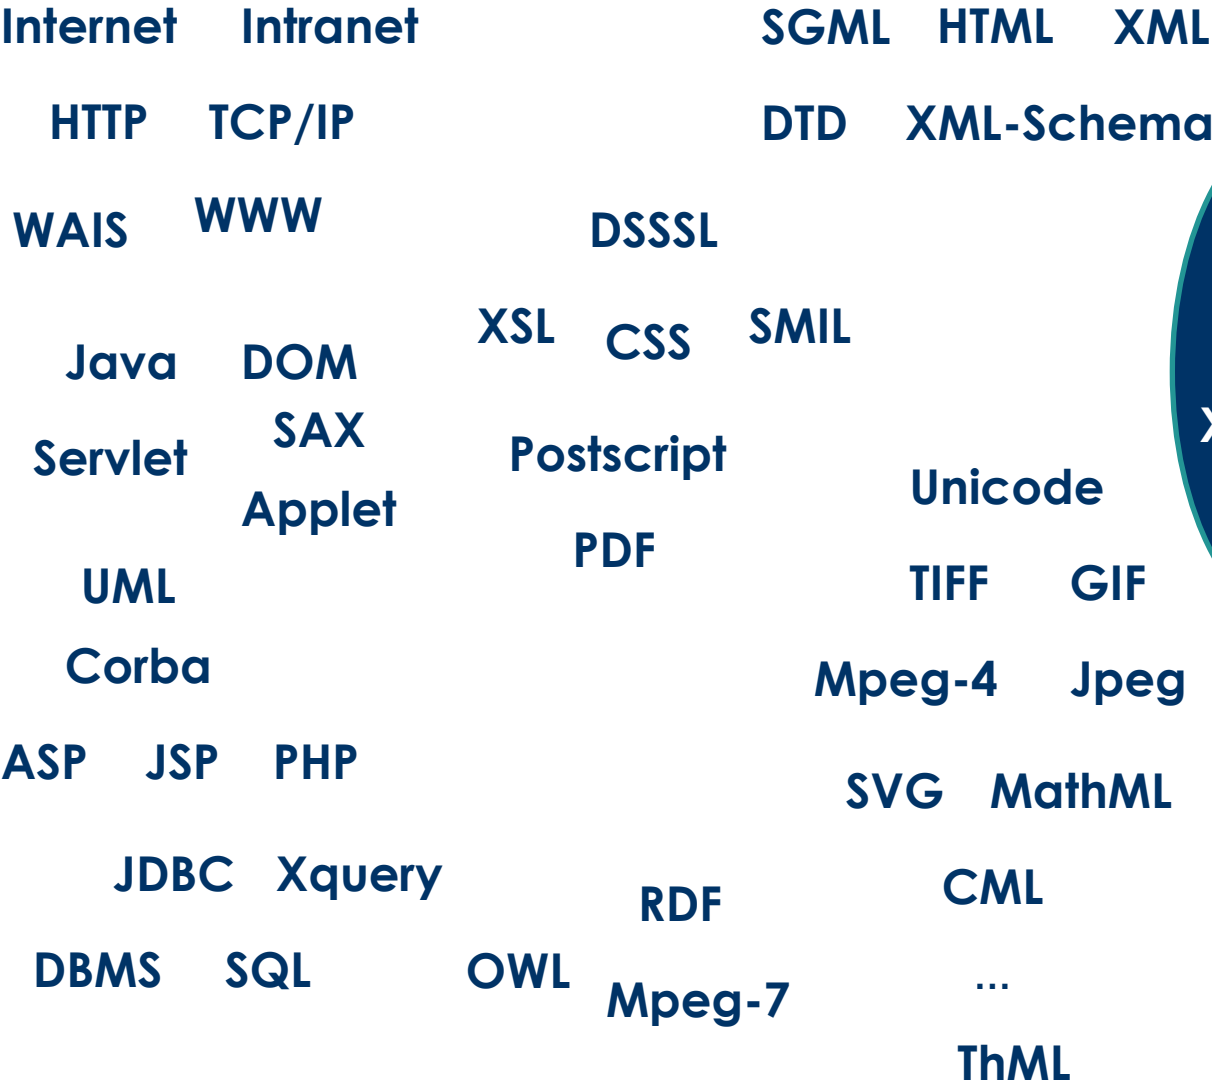 Internet Intranet SGML HTML XML
HTTP TCP/IP DTD XML-Schema
WAIS WWW DSSSL
XSL CSS SMIL
Java DOM
SAX
Servlet Postscript
Unicode
Applet
PDF
UML TIFF GIF
Corba Mpeg-4 Jpeg
ASP JSP PHP
SVG MathML
JDBC Xquery CML
RDF
DBMS SQL OWL ...
Mpeg-7
ThML